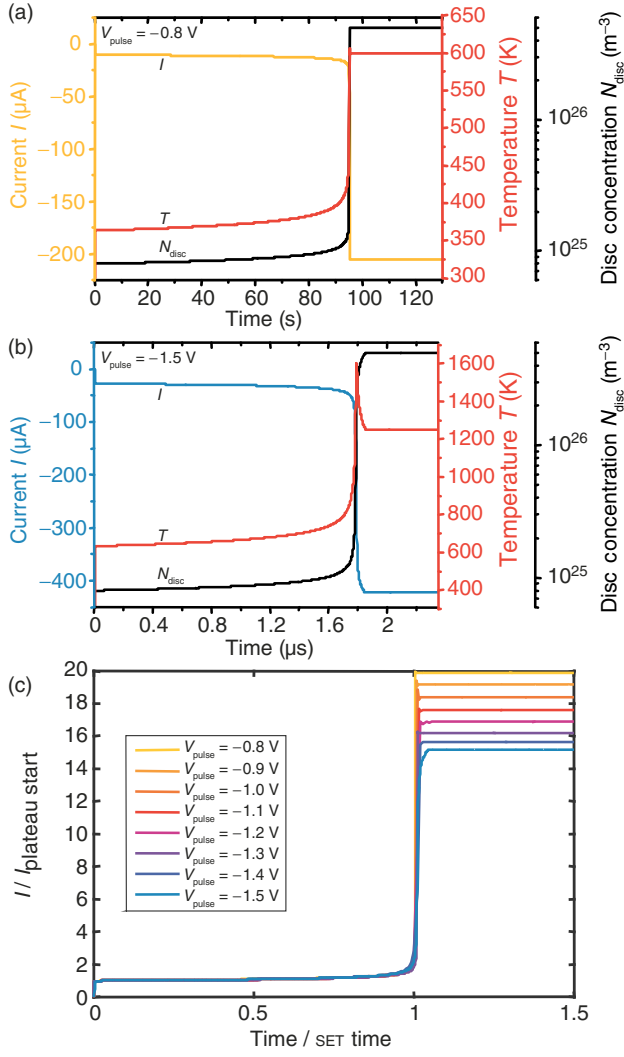 (a)
V_pulse = −0.8 V
I
T
N_disc
0
−50
−100
−150
−200
Current I (μA)
650
600
550
500
450
400
350
300
Temperature T (K)
10^26
10^25
Disc concentration N_disc (m^−3)
0 20 40 60 80 100 120
Time (s)
(b)
V_pulse = −1.5 V
I
T
N_disc
0
−100
−200
−300
−400
Current I (μA)
1600
1400
1200
1000
800
600
400
Temperature T (K)
10^26
10^25
Disc concentration N_disc (m^−3)
0 0.4 0.8 1.2 1.6 2
Time (μs)
(c)
20
18
16
14
12
10
8
6
4
2
0
I / I_plateau start
V_pulse = −0.8 V
V_pulse = −0.9 V
V_pulse = −1.0 V
V_pulse = −1.1 V
V_pulse = −1.2 V
V_pulse = −1.3 V
V_pulse = −1.4 V
V_pulse = −1.5 V
0 0.5 1 1.5
Time / SET time